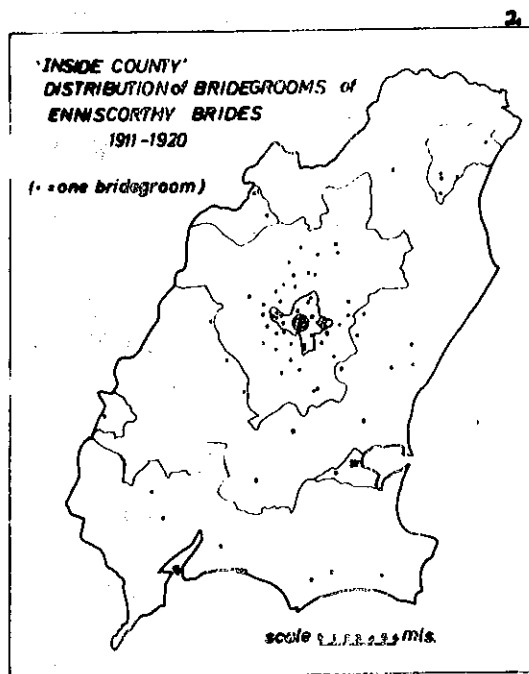 2.
'INSIDE COUNTY'
DISTRIBUTION of BRIDEGROOMS of
ENNISCORTHY BRIDES
1911-1920
(• = one bridegroom)
scale mls.